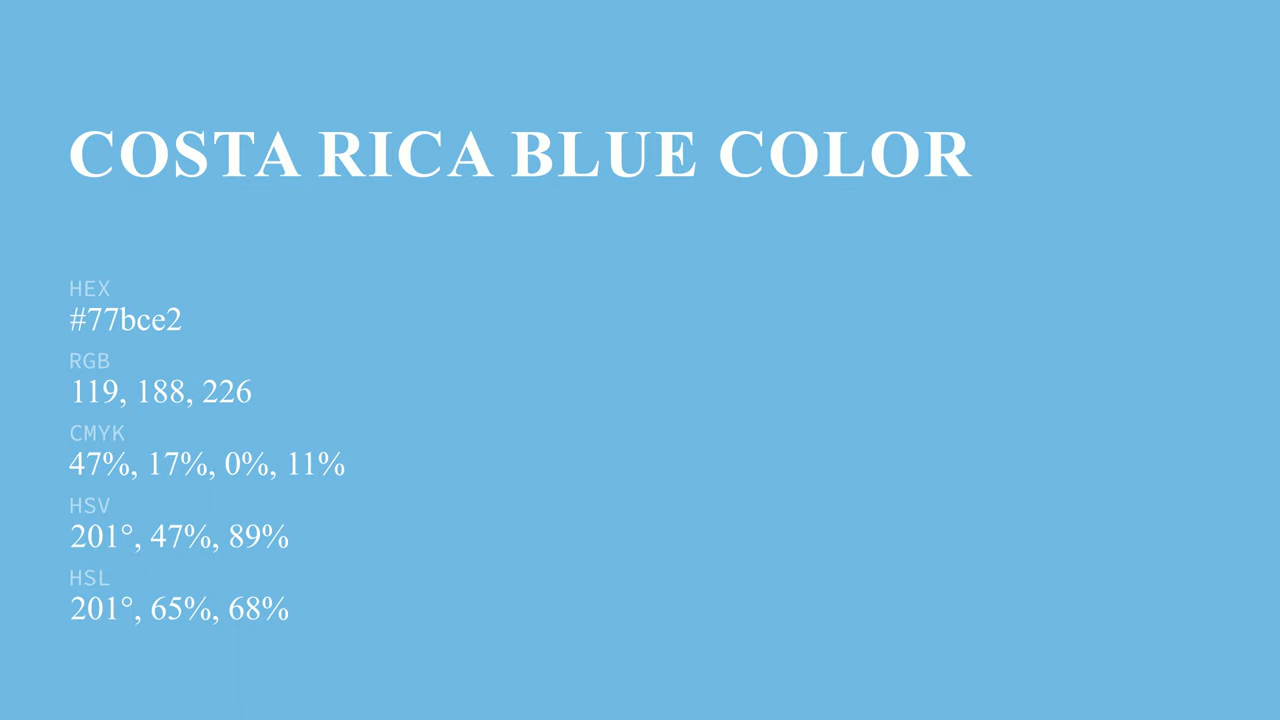 COSTA RICA BLUE COLOR
HEX
#77bce2
RGB
119, 188, 226
CMYK
47%, 17%, 0%, 11%
HSV
201°, 47%, 89%
HSL
201°, 65%, 68%